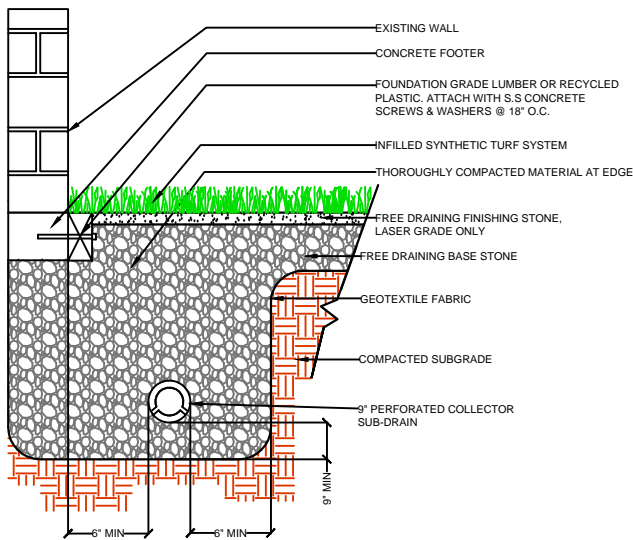 EXISTING WALL
CONCRETE FOOTER
FOUNDATION GRADE LUMBER OR RECYCLED
PLASTIC. ATTACH WITH S.S CONCRETE
SCREWS & WASHERS @ 18" O.C.
INFILLED SYNTHETIC TURF SYSTEM
THOROUGHLY COMPACTED MATERIAL AT EDGE
FREE DRAINING FINISHING STONE,
LASER GRADE ONLY
FREE DRAINING BASE STONE
GEOTEXTILE FABRIC
COMPACTED SUBGRADE
9" PERFORATED COLLECTOR
SUB-DRAIN
9" MIN
6" MIN
6" MIN